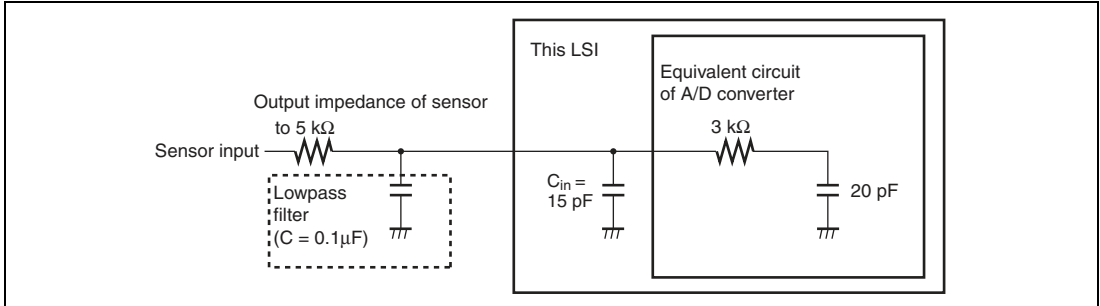 This LSI
Equivalent circuit
of A/D converter
Output impedance of sensor
to 5 kΩ
3 kΩ
Sensor input
Cin =
15 pF
20 pF
Lowpass
filter
(C = 0.1μF)